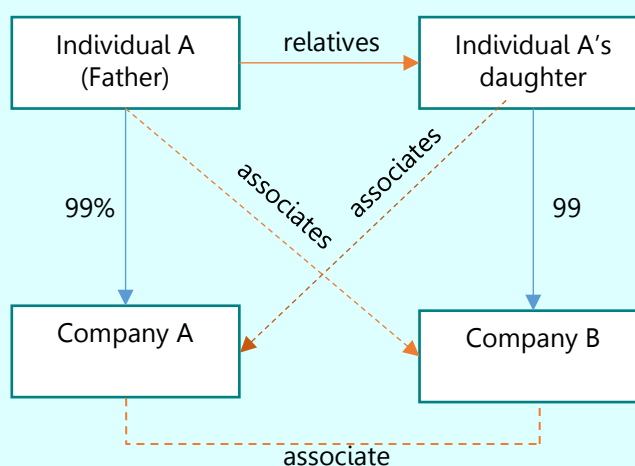 Individual A
(Father)
relatives
Individual A’s
daughter
associates
associates
99%
99
Company A
Company B
associate